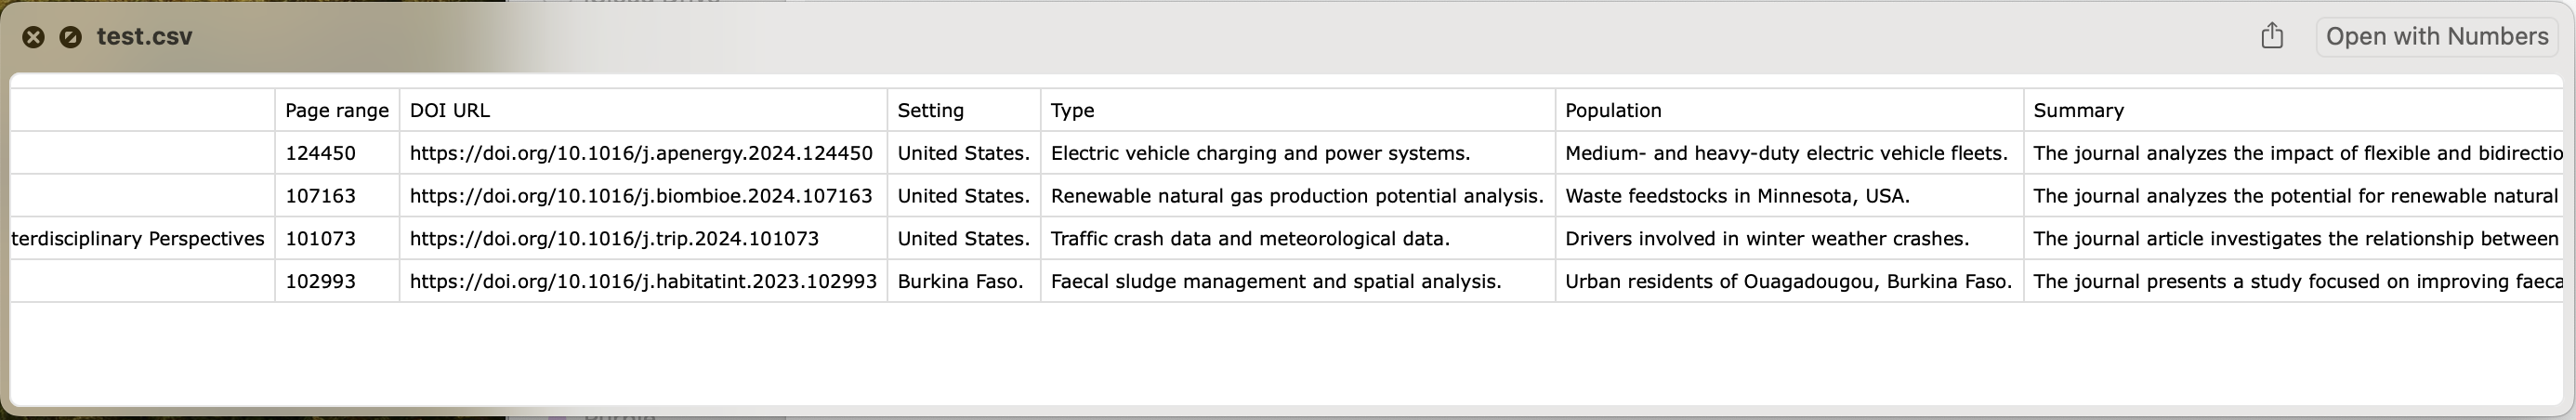 test.csv Open with Numbers
Page range DOI URL Setting Type Population Summary
124450 https://doi.org/10.1016/j.apenergy.2024.124450 United States. Electric vehicle charging and power systems. Medium- and heavy-duty electric vehicle fleets. The journal analyzes the impact of flexible and bidirectio
107163 https://doi.org/10.1016/j.biombioe.2024.107163 United States. Renewable natural gas production potential analysis. Waste feedstocks in Minnesota, USA. The journal analyzes the potential for renewable natural
terdisciplinary Perspectives 101073 https://doi.org/10.1016/j.trip.2024.101073 United States. Traffic crash data and meteorological data. Drivers involved in winter weather crashes. The journal article investigates the relationship between
102993 https://doi.org/10.1016/j.habitatint.2023.102993 Burkina Faso. Faecal sludge management and spatial analysis. Urban residents of Ouagadougou, Burkina Faso. The journal presents a study focused on improving faeca